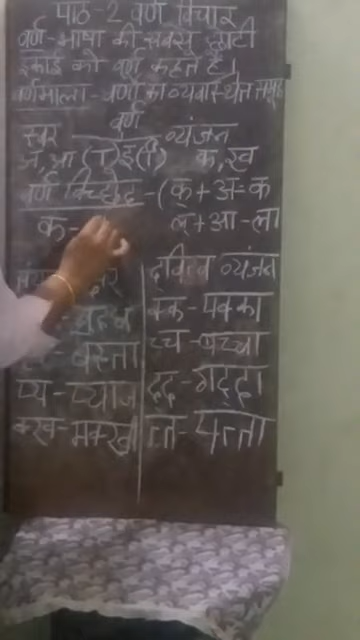 पाठ-2 वर्ण विचार
वर्ण-भाषा की सबसे छोटी
इकाई को वर्ण कहते हैं।
वर्णमाला-वर्णों का व्यवस्थित समूह
वर्ण
स्वर व्यंजन
अ, आ (ा) इ (ि) क, ख
वर्ण विच्छेद-( क्+अ=क
क- ल्+आ-ला
द्वित्व व्यंजन
क्क-पक्का
च्च-बच्चा
बस्ता
द्द-गद्दा
प्य-प्याज
त्त-पत्ता